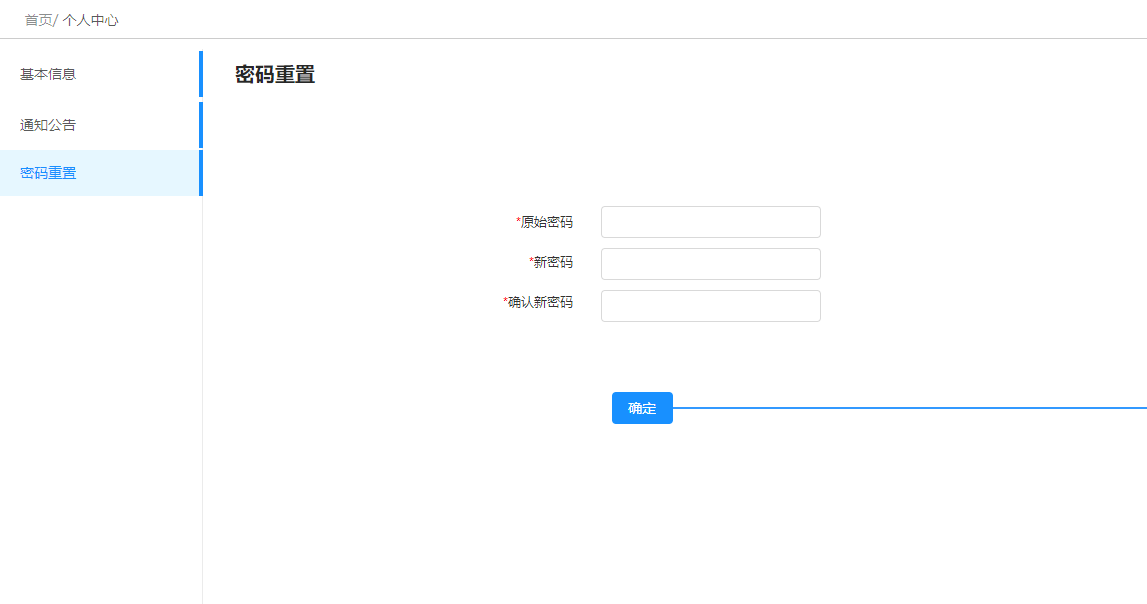 首页/ 个人中心
基本信息
通知公告
密码重置
密码重置
*原始密码
*新密码
*确认新密码
确定